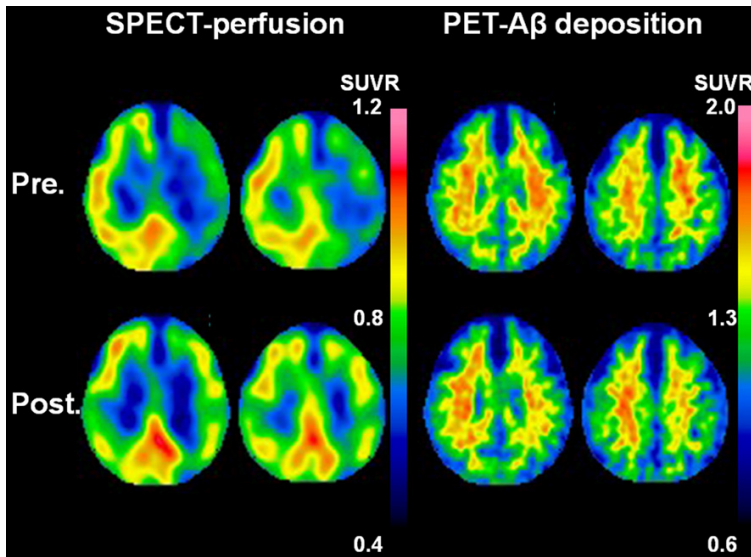 SPECT-perfusion PET-Aβ deposition
SUVR SUVR
1.2 2.0
Pre.
0.8 1.3
Post.
0.4 0.6